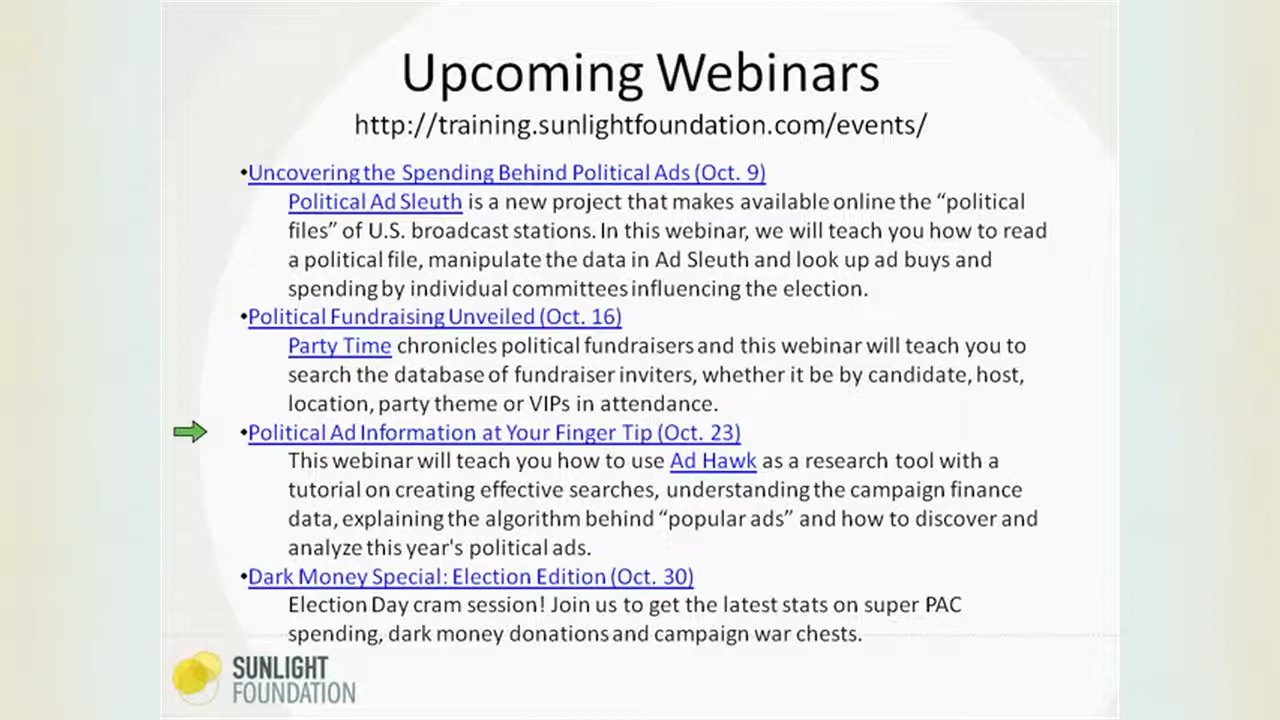 Upcoming Webinars
http://training.sunlightfoundation.com/events/
•Uncovering the Spending Behind Political Ads (Oct. 9)
Political Ad Sleuth is a new project that makes available online the “political
files” of U.S. broadcast stations. In this webinar, we will teach you how to read
a political file, manipulate the data in Ad Sleuth and look up ad buys and
spending by individual committees influencing the election.
•Political Fundraising Unveiled (Oct. 16)
Party Time chronicles political fundraisers and this webinar will teach you to
search the database of fundraiser inviters, whether it be by candidate, host,
location, party theme or VIPs in attendance.
•Political Ad Information at Your Finger Tip (Oct. 23)
This webinar will teach you how to use Ad Hawk as a research tool with a
tutorial on creating effective searches, understanding the campaign finance
data, explaining the algorithm behind “popular ads” and how to discover and
analyze this year's political ads.
•Dark Money Special: Election Edition (Oct. 30)
Election Day cram session! Join us to get the latest stats on super PAC
spending, dark money donations and campaign war chests.
SUNLIGHT
FOUNDATION